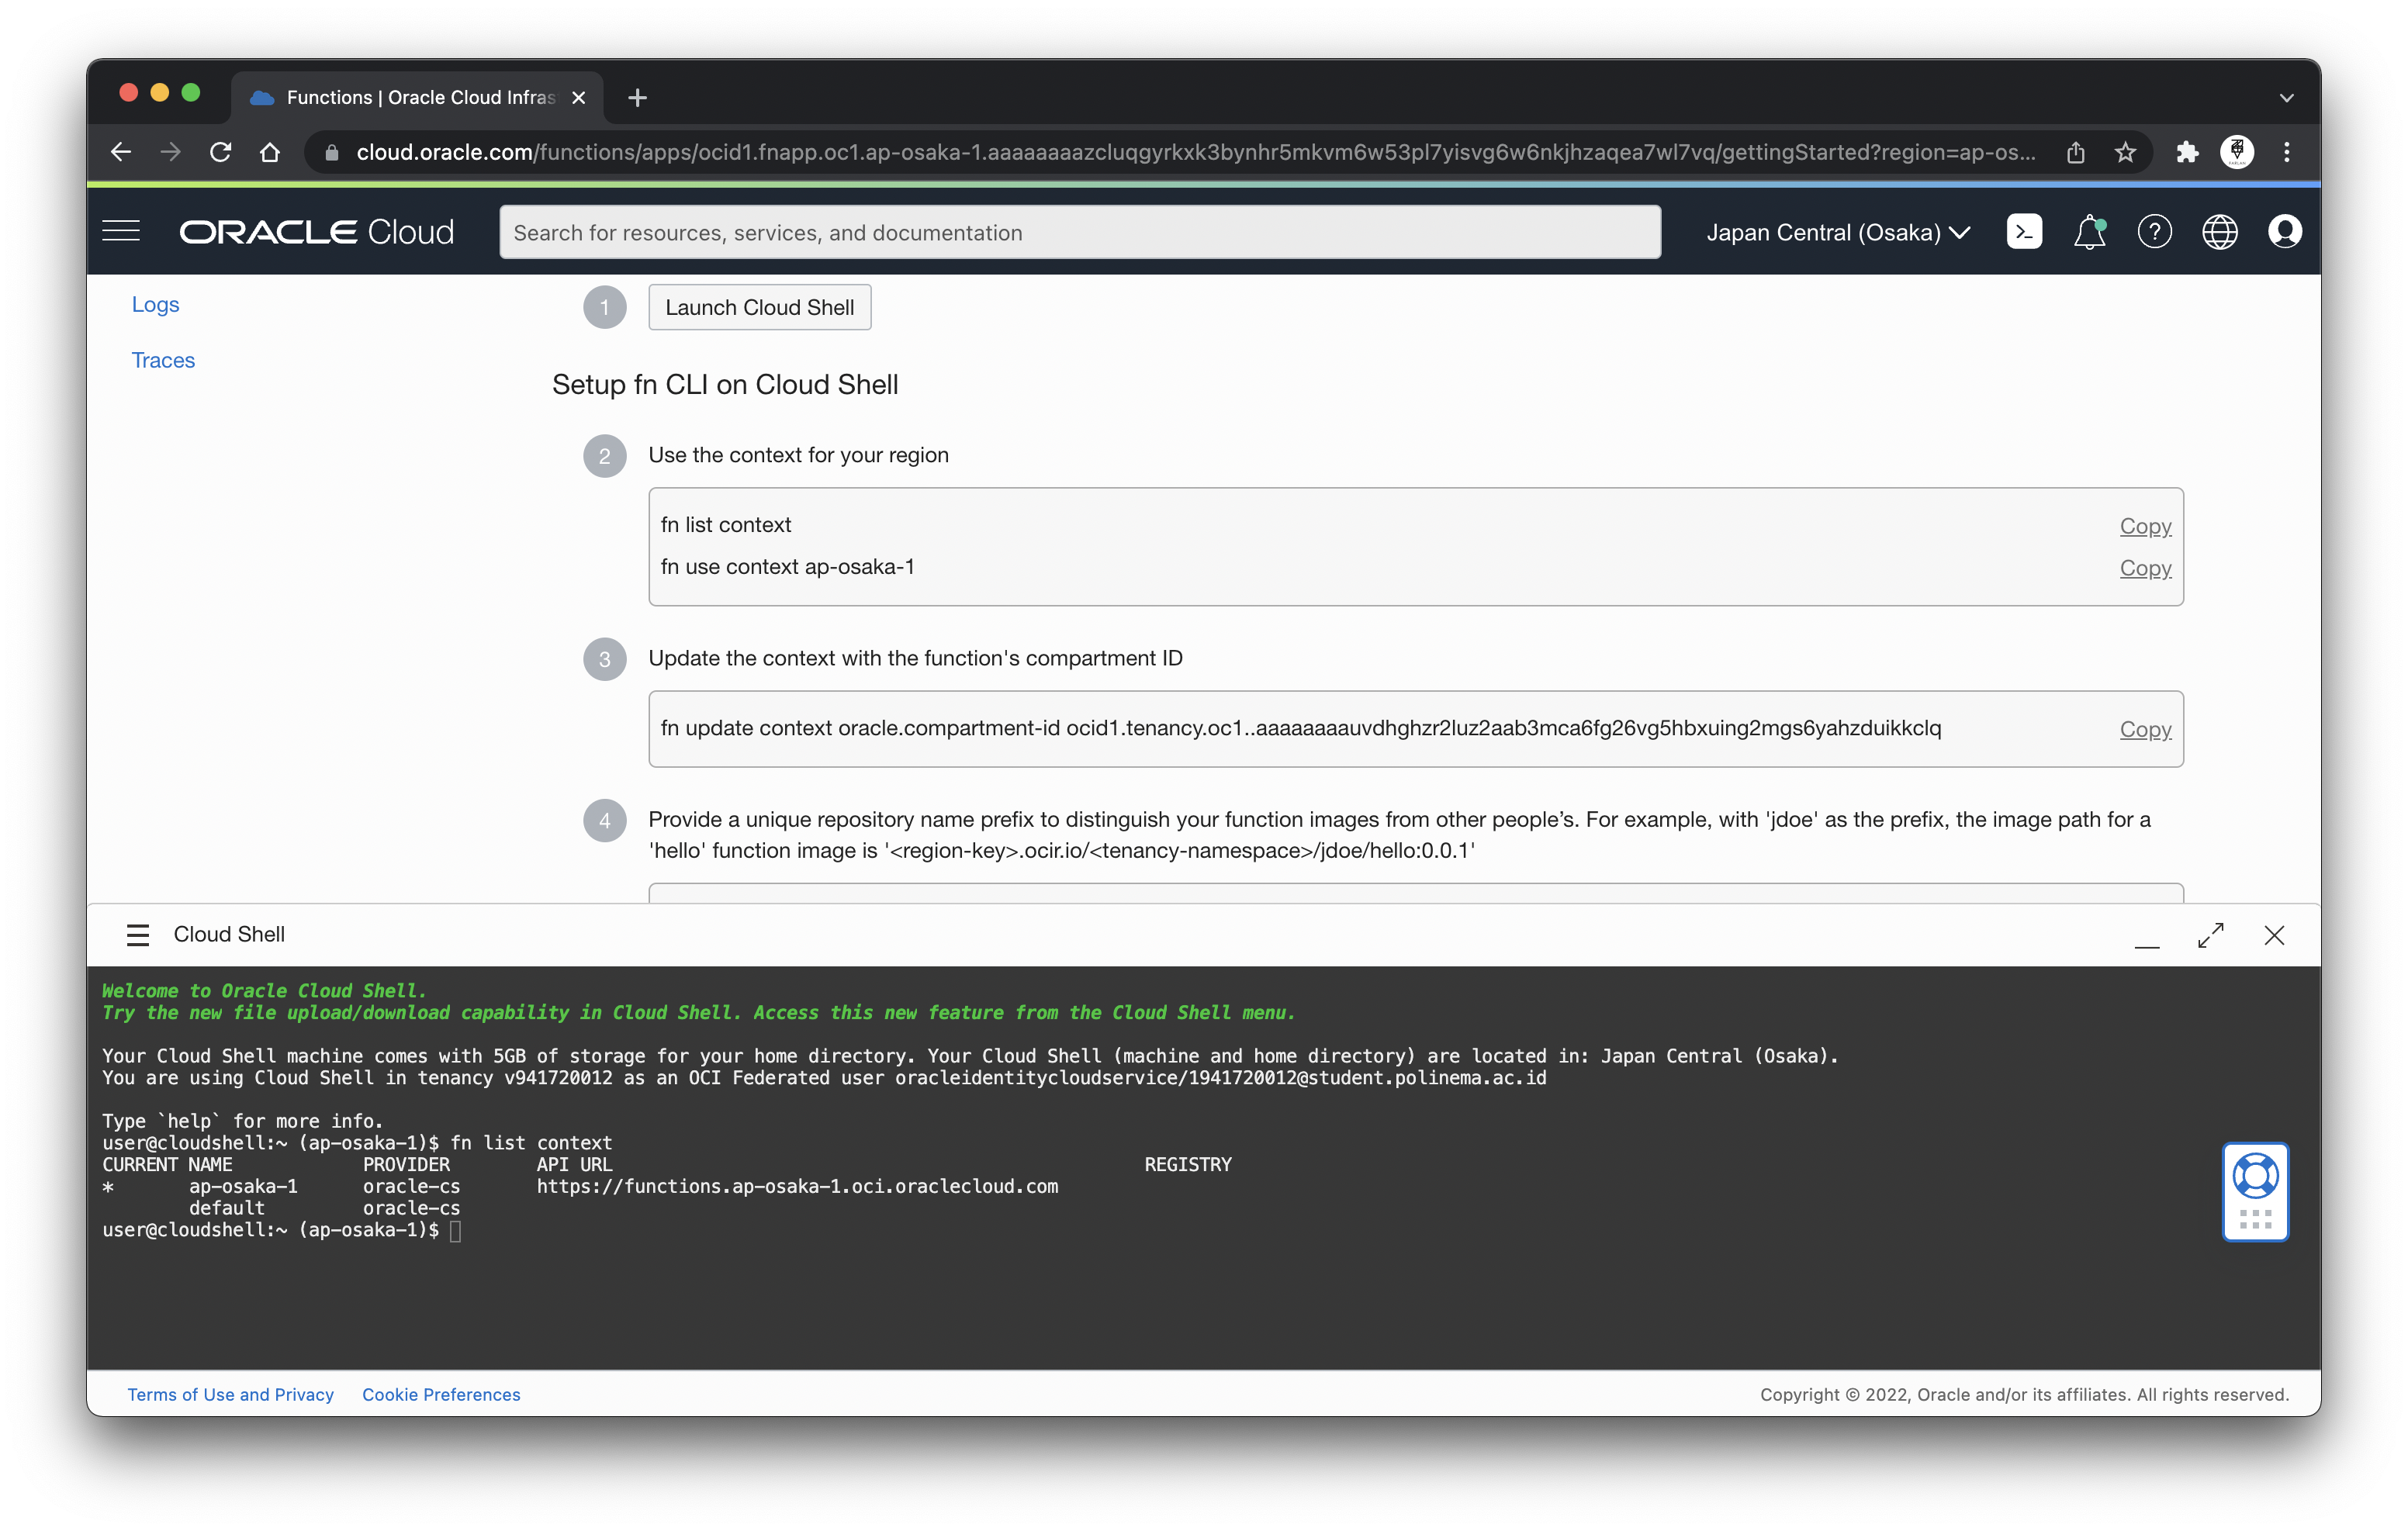 Functions | Oracle Cloud Infras
cloud.oracle.com/functions/apps/ocid1.fnapp.oc1.ap-osaka-1.aaaaaaaazcluqgyrkxk3bynhr5mkvm6w53pl7yisvg6w6nkjhzaqea7wl7vq/gettingStarted?region=ap-os...
ORACLE Cloud
Search for resources, services, and documentation
Japan Central (Osaka)
Logs
Traces
1 Launch Cloud Shell
Setup fn CLI on Cloud Shell
2 Use the context for your region
fn list context Copy
fn use context ap-osaka-1 Copy
3 Update the context with the function's compartment ID
fn update context oracle.compartment-id ocid1.tenancy.oc1..aaaaaaaauvdhghzr2luz2aab3mca6fg26vg5hbxuing2mgs6yahzduikkclq Copy
4 Provide a unique repository name prefix to distinguish your function images from other people’s. For example, with 'jdoe' as the prefix, the image path for a
'hello' function image is '<region-key>.ocir.io/<tenancy-namespace>/jdoe/hello:0.0.1'
Cloud Shell
Welcome to Oracle Cloud Shell.
Try the new file upload/download capability in Cloud Shell. Access this new feature from the Cloud Shell menu.
Your Cloud Shell machine comes with 5GB of storage for your home directory. Your Cloud Shell (machine and home directory) are located in: Japan Central (Osaka).
You are using Cloud Shell in tenancy v941720012 as an OCI Federated user oracleidentitycloudservice/1941720012@student.polinema.ac.id
Type `help` for more info.
user@cloudshell:~ (ap-osaka-1)$ fn list context
CURRENT NAME PROVIDER API URL REGISTRY
* ap-osaka-1 oracle-cs https://functions.ap-osaka-1.oci.oraclecloud.com
default oracle-cs
user@cloudshell:~ (ap-osaka-1)$
Terms of Use and Privacy Cookie Preferences Copyright © 2022, Oracle and/or its affiliates. All rights reserved.